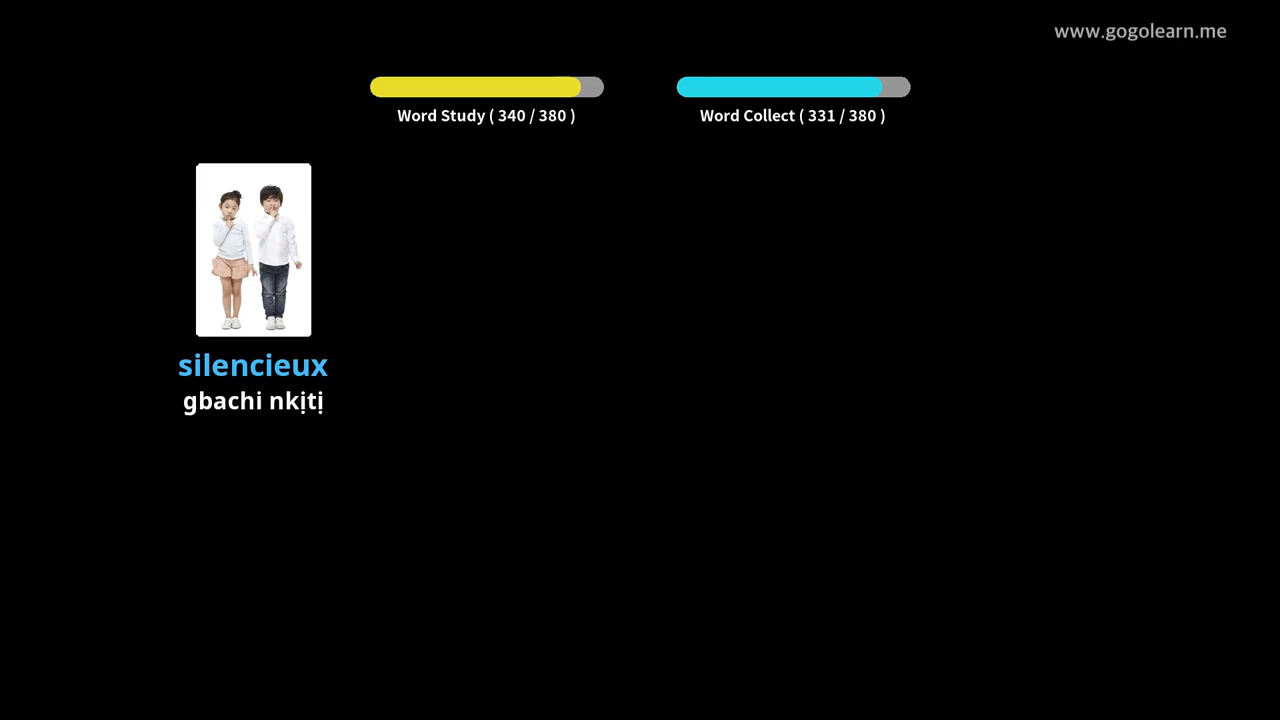 www.gogolearn.me
Word Study ( 340 / 380 )
Word Collect ( 331 / 380 )
silencieux
gbachi nkịtị